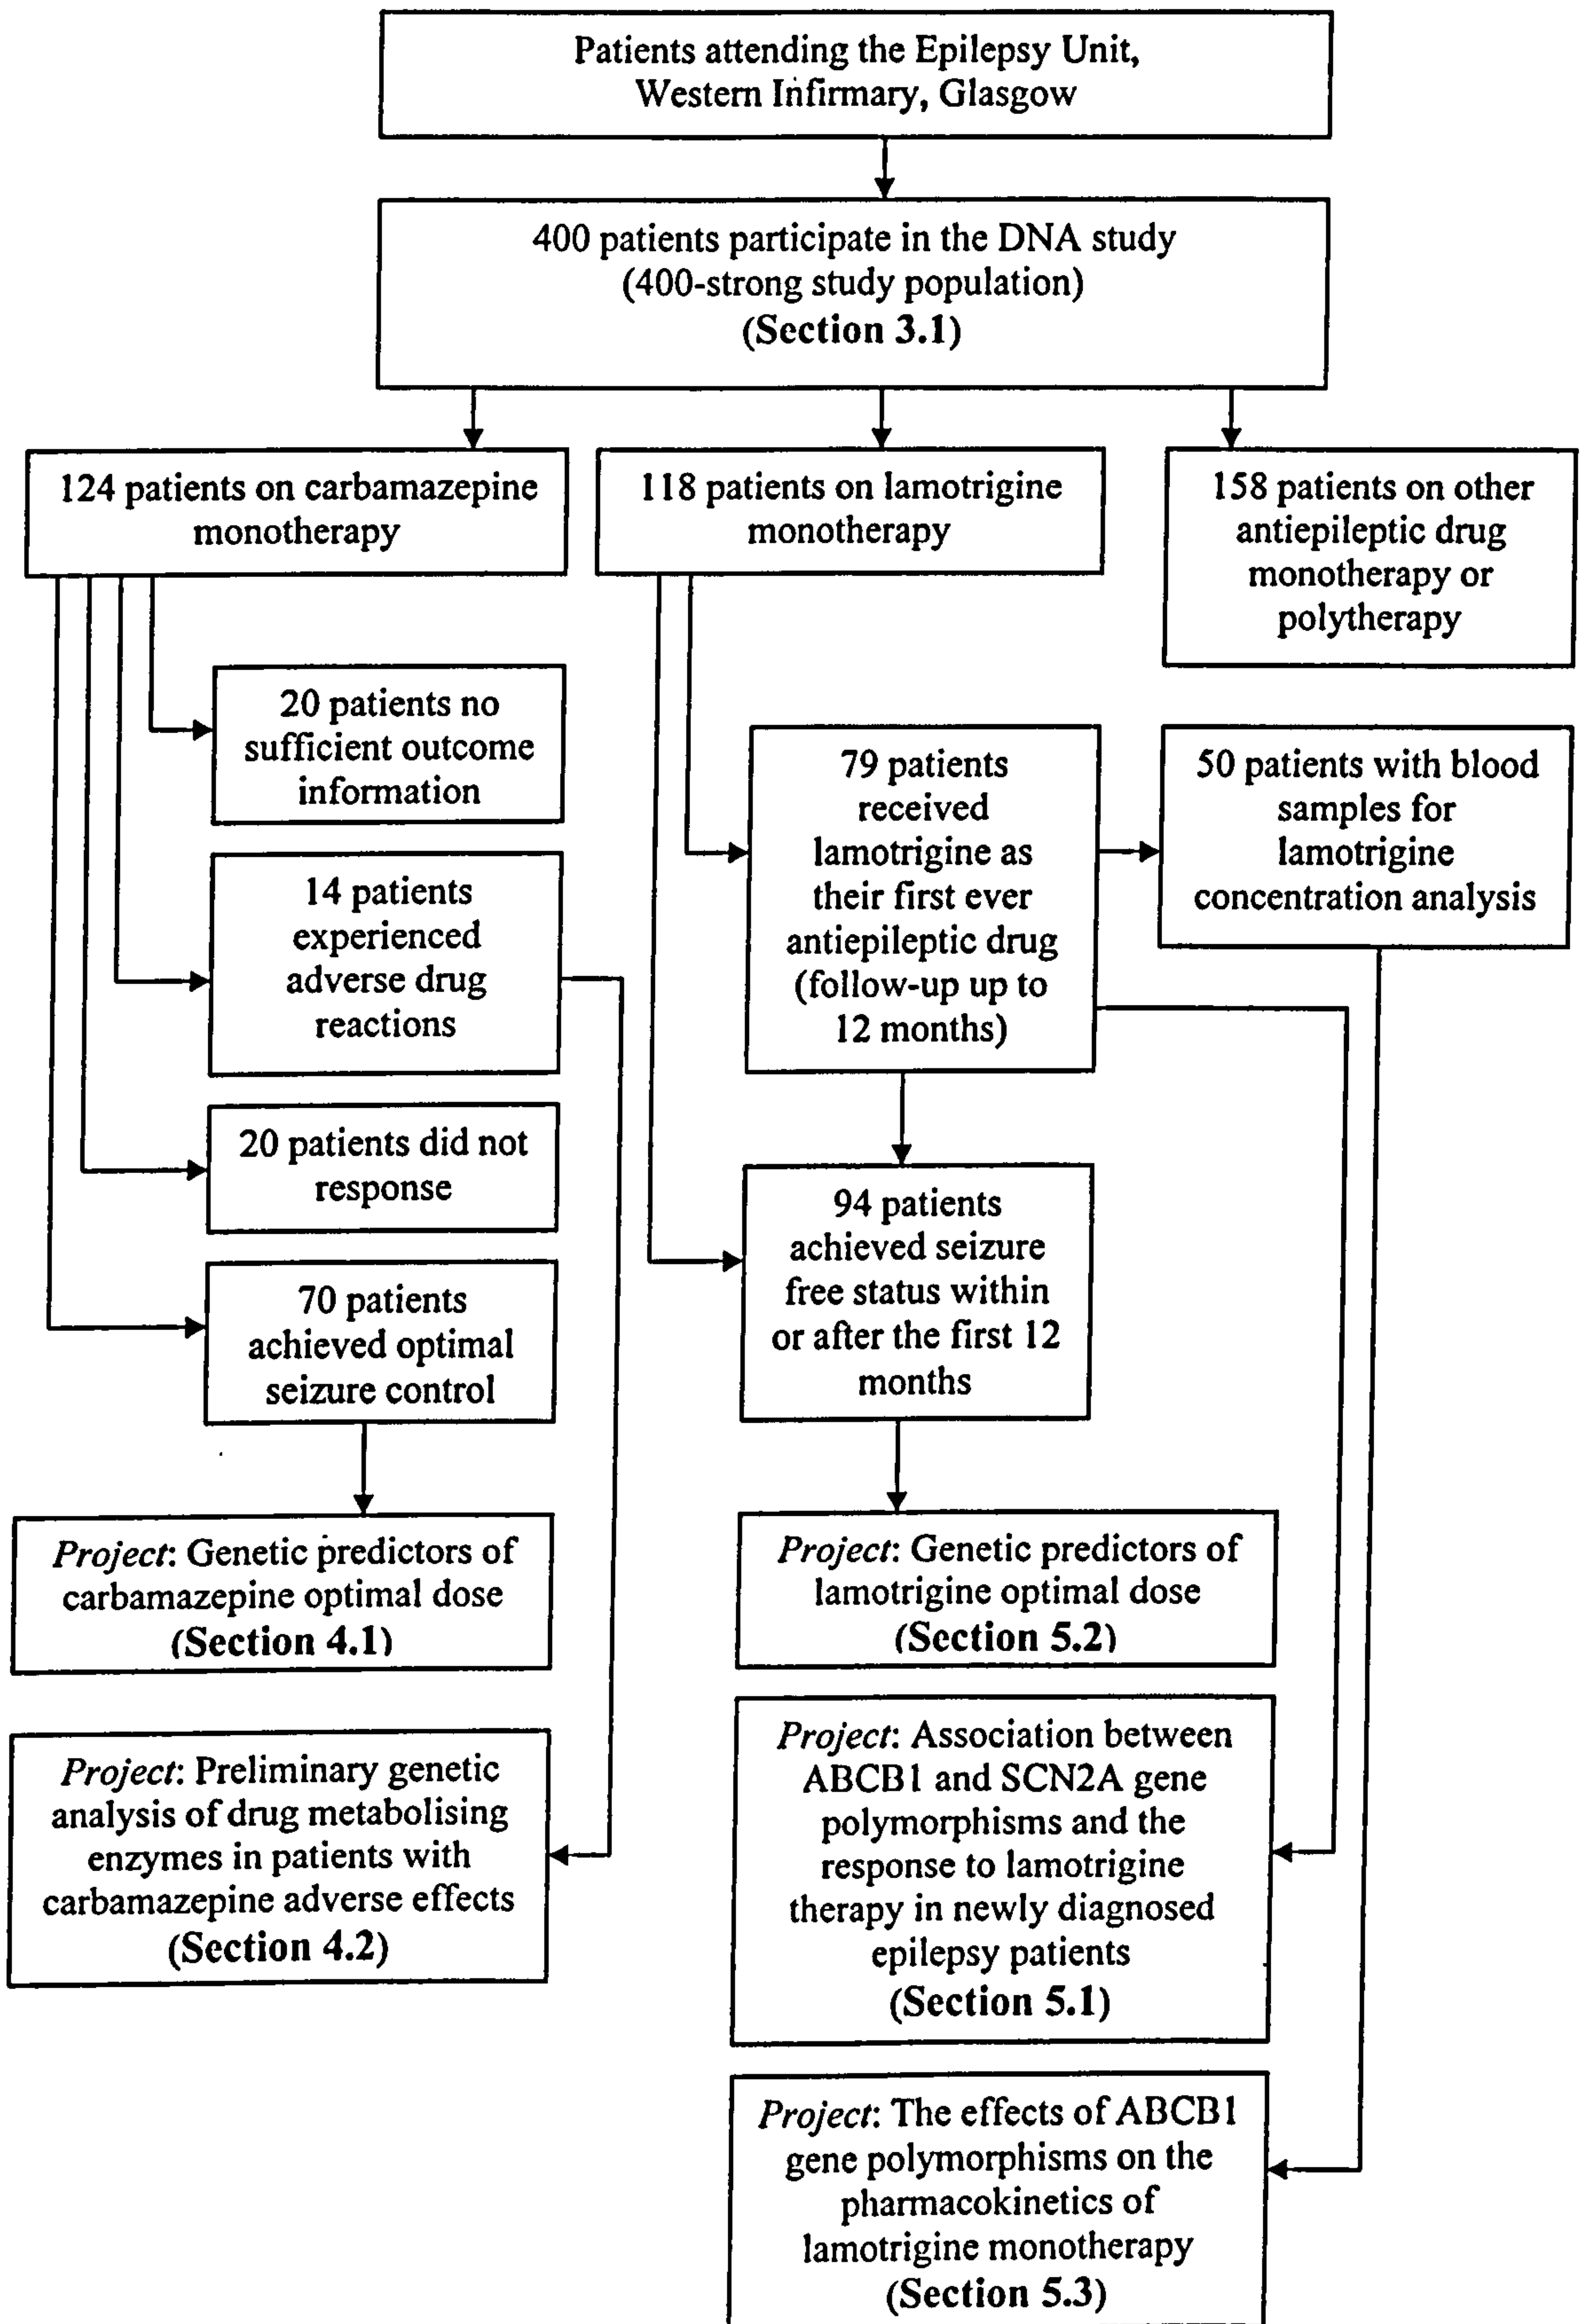 Patients attending the Epilepsy Unit,
Western Infirmary, Glasgow
400 patients participate in the DNA study
(400-strong study population)
(Section 3.1)
124 patients on carbamazepine
monotherapy
118 patients on lamotrigine
monotherapy
158 patients on other
antiepileptic drug
monotherapy or
polytherapy
20 patients no
sufficient outcome
information
14 patients
experienced
adverse drug
reactions
20 patients did not
response
70 patients
achieved optimal
seizure control
79 patients
received
lamotrigine as
their first ever
antiepileptic drug
(follow-up up to
12 months)
50 patients with blood
samples for
lamotrigine
concentration analysis
94 patients
achieved seizure
free status within
or after the first 12
months
Project: Genetic predictors of
carbamazepine optimal dose
(Section 4.1)
Project: Preliminary genetic
analysis of drug metabolising
enzymes in patients with
carbamazepine adverse effects
(Section 4.2)
Project: Genetic predictors of
lamotrigine optimal dose
(Section 5.2)
Project: Association between
ABCB1 and SCN2A gene
polymorphisms and the
response to lamotrigine
therapy in newly diagnosed
epilepsy patients
(Section 5.1)
Project: The effects of ABCB1
gene polymorphisms on the
pharmacokinetics of
lamotrigine monotherapy
(Section 5.3)